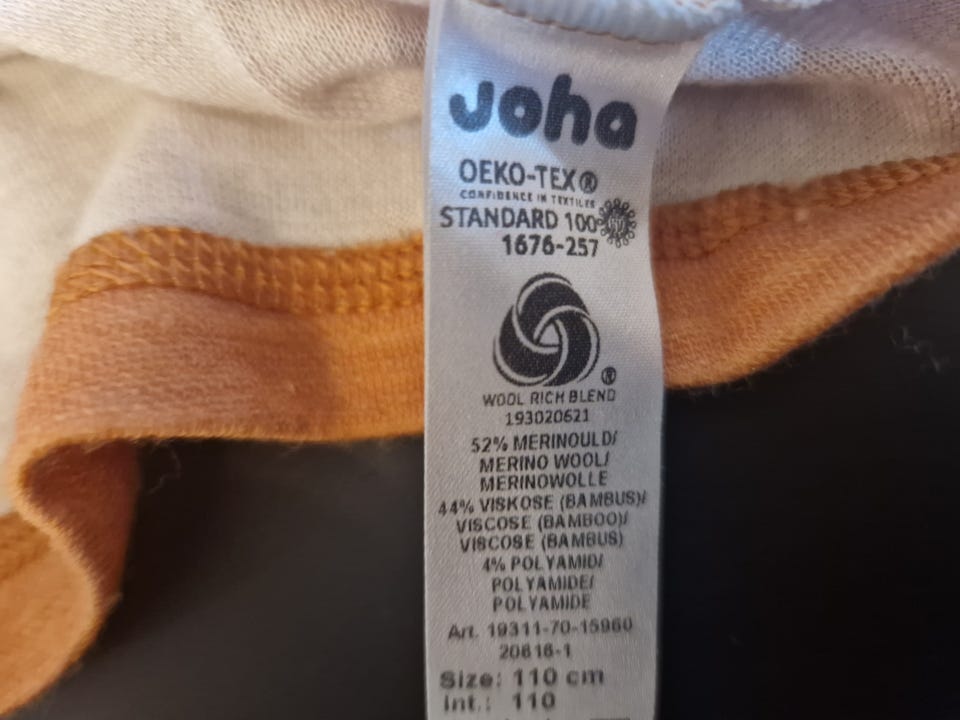 Joha
OEKO-TEX®
CONFIDENCE IN TEXTILES
STANDARD 100
1676-257
®
WOOL RICH BLEND
193020621
52% MERINOULD/
MERINO WOOL/
MERINOWOLLE
44% VISKOSE (BAMBUS)/
VISCOSE (BAMBOO)/
VISCOSE (BAMBUS)
4% POLYAMID/
POLYAMIDE/
POLYAMIDE
Art. 19311-70-15960
20818-1
Size: 110 cm
Int.: 110